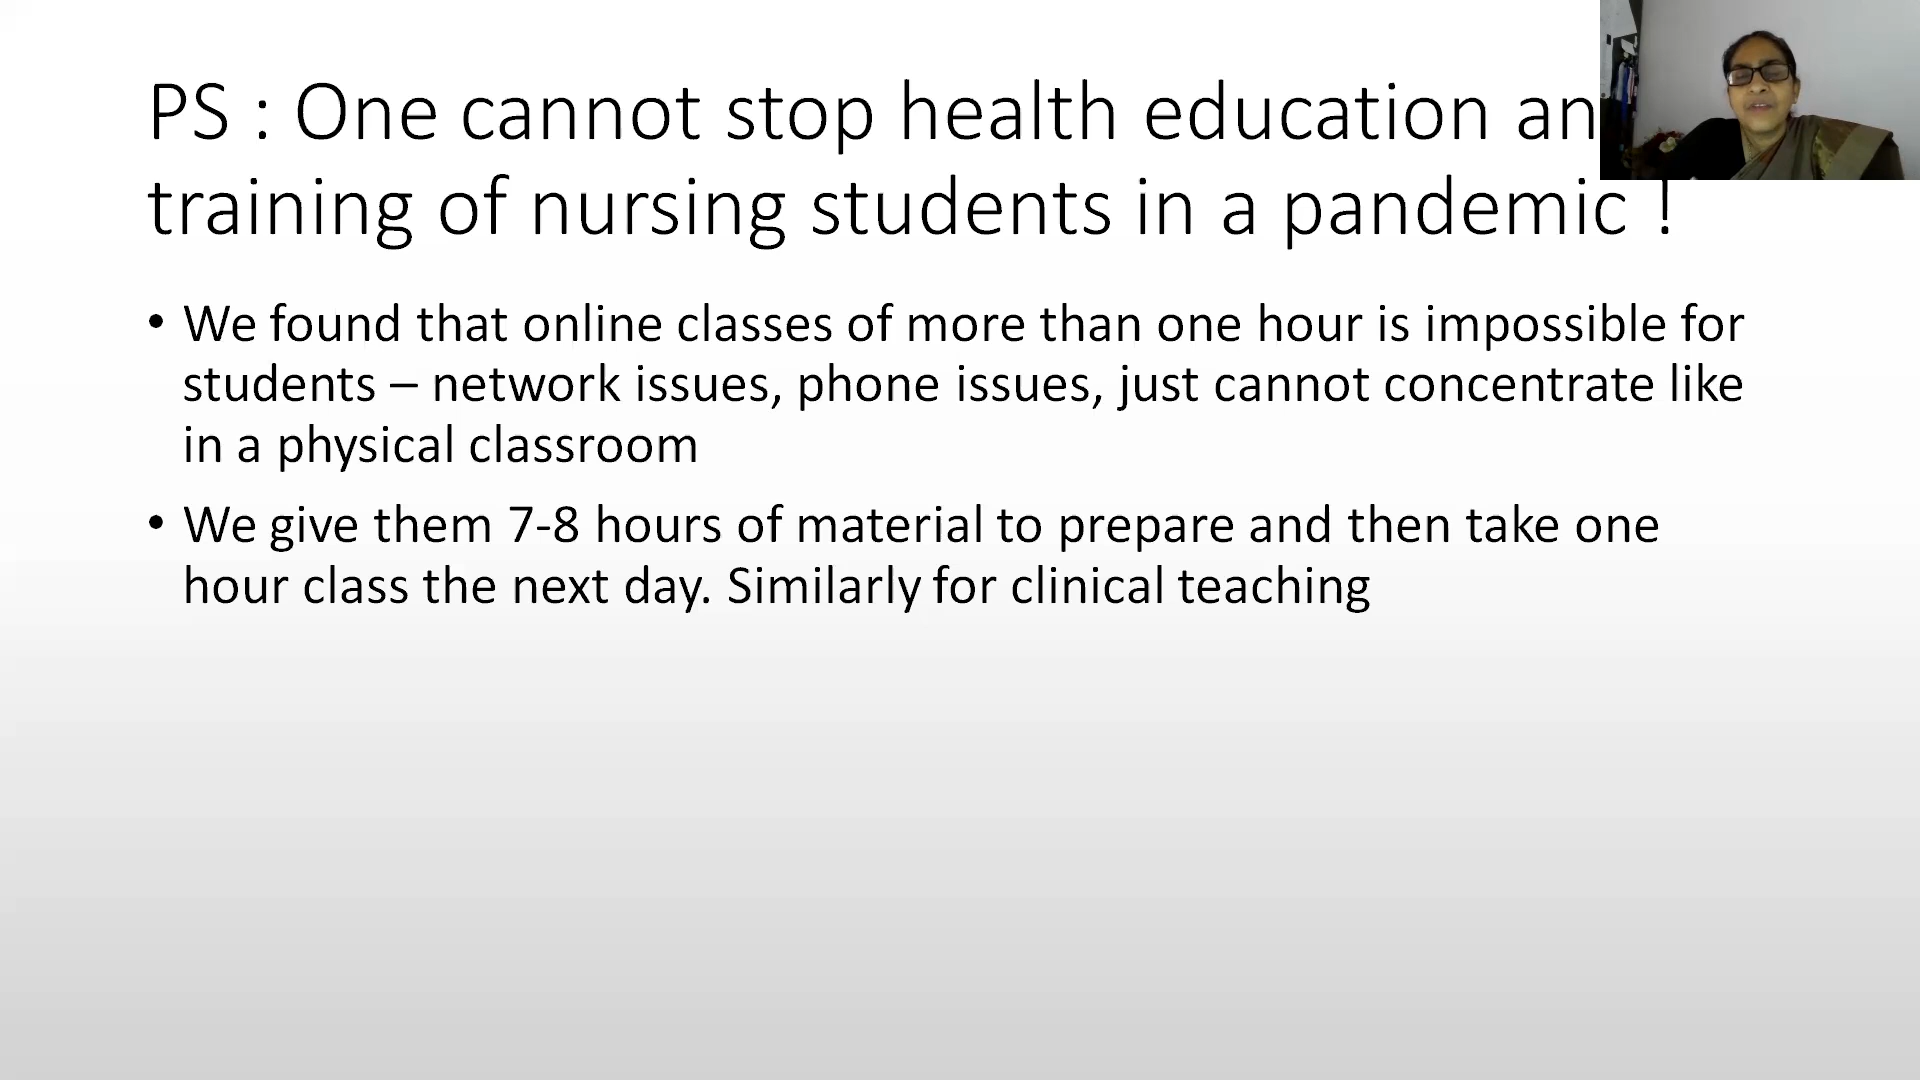 PS : One cannot stop health education an
training of nursing students in a pandemic !
• We found that online classes of more than one hour is impossible for
students – network issues, phone issues, just cannot concentrate like
in a physical classroom
• We give them 7-8 hours of material to prepare and then take one
hour class the next day. Similarly for clinical teaching